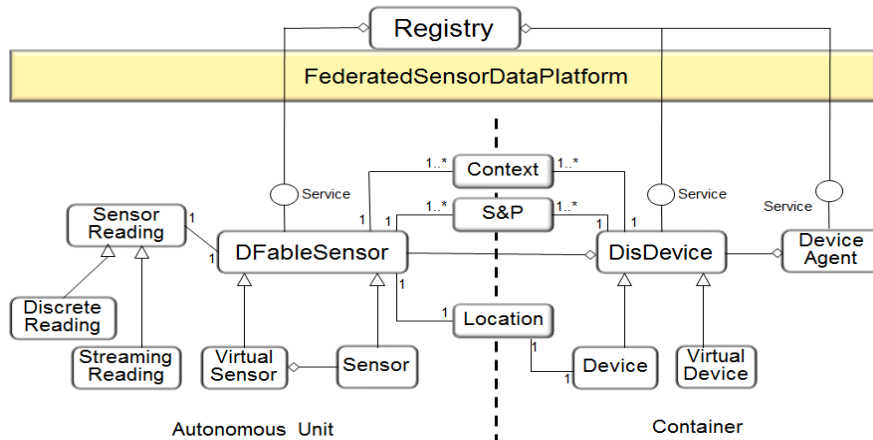 Registry
FederatedSensorDataPlatform
1..*
1..*
Context
Service
Service
Service
1..*
1..*
S&P
1
1
1
1
Sensor
Reading
1
1
DFableSensor
DisDevice
Device
Agent
1
1
Location
Discrete
Reading
1
1
Streaming
Reading
Virtual
Sensor
Sensor
Device
Virtual
Device
Autonomous Unit
Container